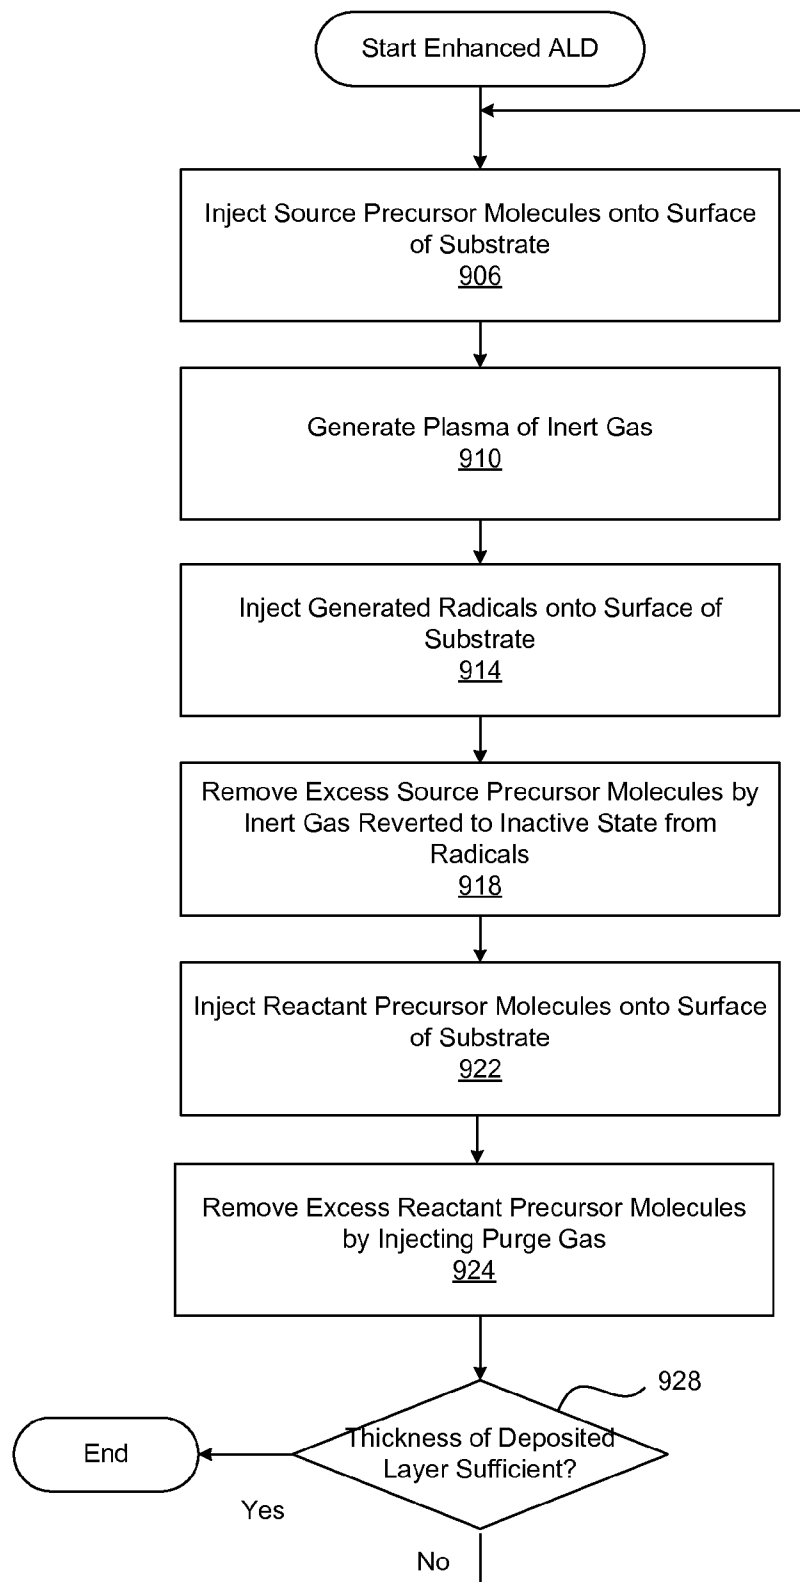 Start Enhanced ALD
Inject Source Precursor Molecules onto Surface
of Substrate
906
Generate Plasma of Inert Gas
910
Inject Generated Radicals onto Surface of
Substrate
914
Remove Excess Source Precursor Molecules by
Inert Gas Reverted to Inactive State from
Radicals
918
Inject Reactant Precursor Molecules onto Surface
of Substrate
922
Remove Excess Reactant Precursor Molecules
by Injecting Purge Gas
924
928
Thickness of Deposited
Layer Sufficient?
End
Yes
No